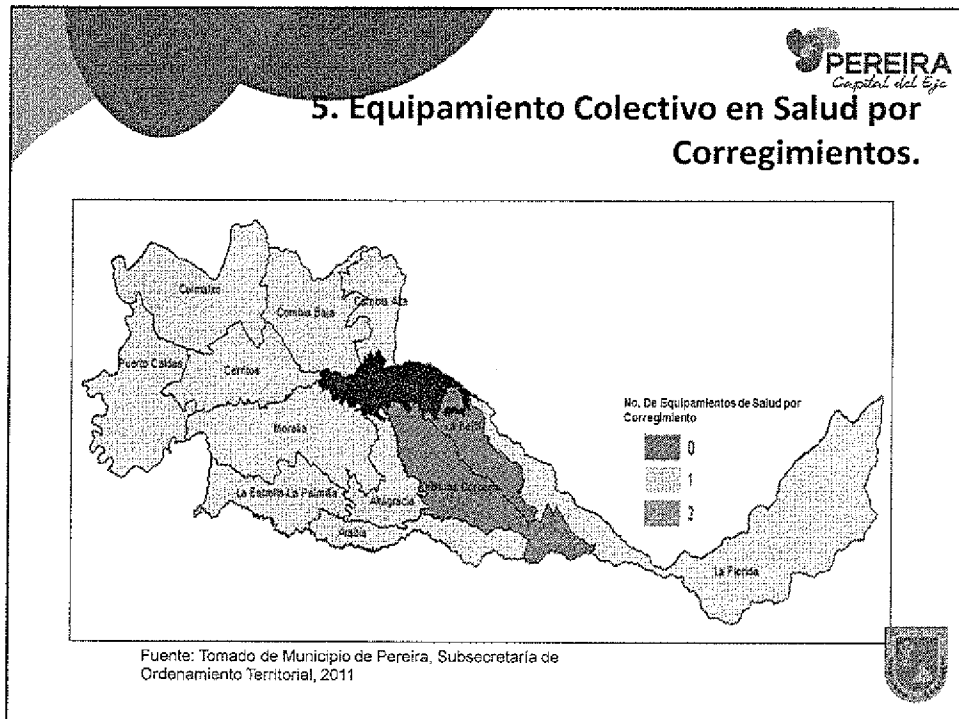 PEREIRA
Capital del Eje
5. Equipamiento Colectivo en Salud por
Corregimientos.
Caimalito
Combia Baja
Combia Alta
Puerto Caldas
Cerritos
Morelia
La Estrella-La Palmilla
Altagracia
Arabia
La Florida
No. De Equipamientos de Salud por
Corregimiento
0
1
2
Fuente: Tomado de Municipio de Pereira, Subsecretaría de
Ordenamiento Territorial, 2011